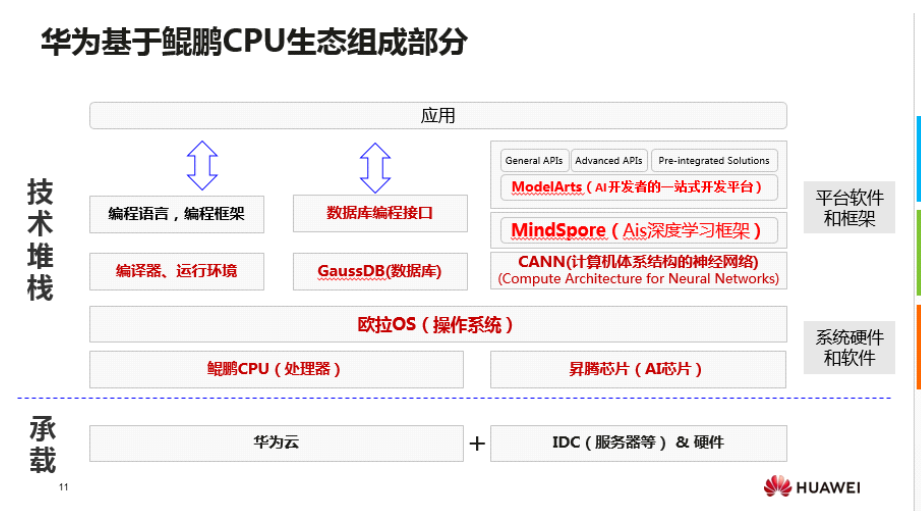 华为基于鲲鹏CPU生态组成部分
应用
技术堆栈
General APIs
Advanced APIs
Pre-integrated Solutions
ModelArts（AI开发者的一站式开发平台）
编程语言，编程框架
数据库编程接口
MindSpore（Ais深度学习框架）
平台软件
和框架
编译器、运行环境
GaussDB(数据库)
CANN(计算机体系结构的神经网络)
(Compute Architecture for Neural Networks)
欧拉OS（操作系统）
鲲鹏CPU（处理器）
昇腾芯片（AI芯片）
系统硬件
和软件
承载
华为云
+
IDC（服务器等）& 硬件
11
HUAWEI